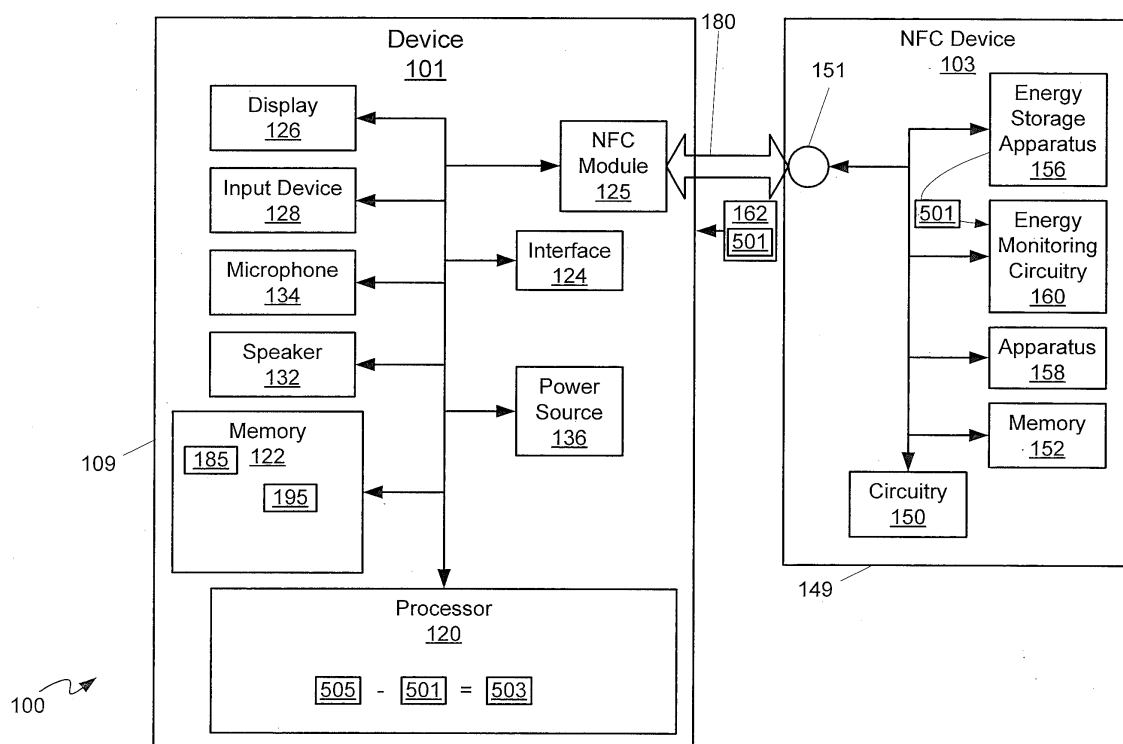 Device
101
Display
126
Input Device
128
Microphone
134
Speaker
132
Memory
122
185
195
NFC
Module
125
Interface
124
Power
Source
136
Processor
120
505 - 501 = 503
109
100
180
162
501
NFC Device
103
151
Energy
Storage
Apparatus
156
501
Energy
Monitoring
Circuitry
160
Apparatus
158
Memory
152
Circuitry
150
149